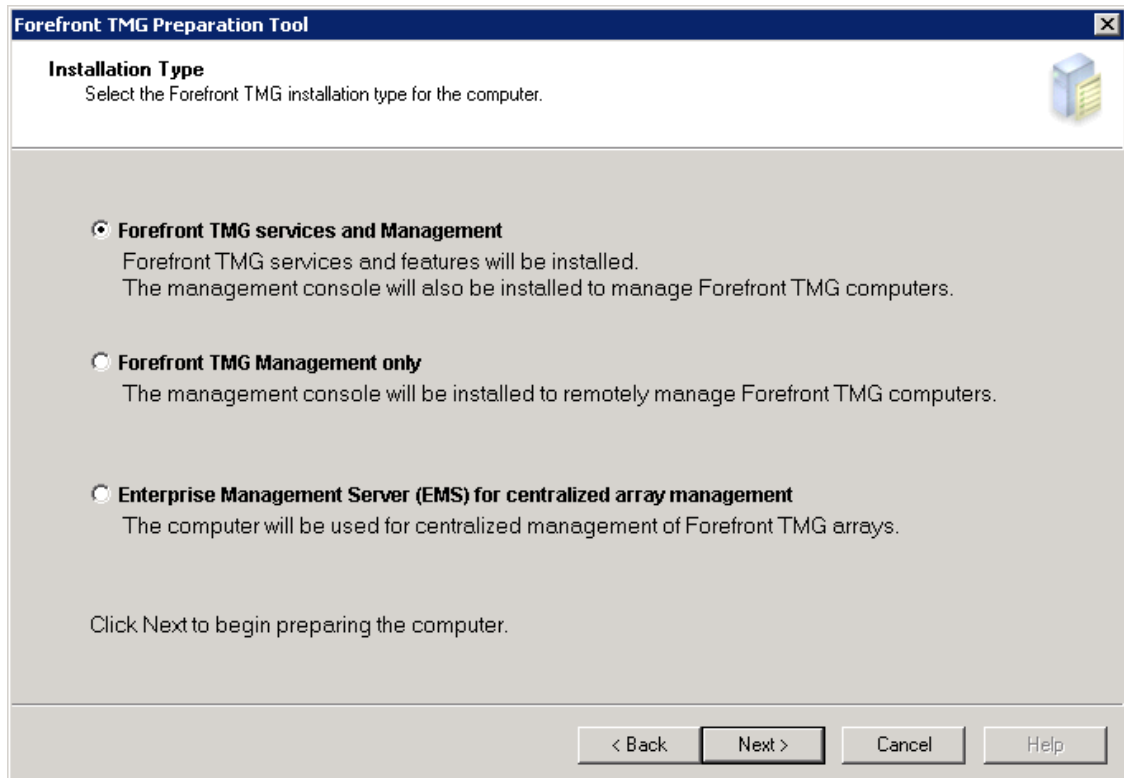 Forefront TMG Preparation Tool
Installation Type
Select the Forefront TMG installation type for the computer.
Forefront TMG services and Management
Forefront TMG services and features will be installed.
The management console will also be installed to manage Forefront TMG computers.
Forefront TMG Management only
The management console will be installed to remotely manage Forefront TMG computers.
Enterprise Management Server (EMS) for centralized array management
The computer will be used for centralized management of Forefront TMG arrays.
Click Next to begin preparing the computer.
< Back Next > Cancel Help